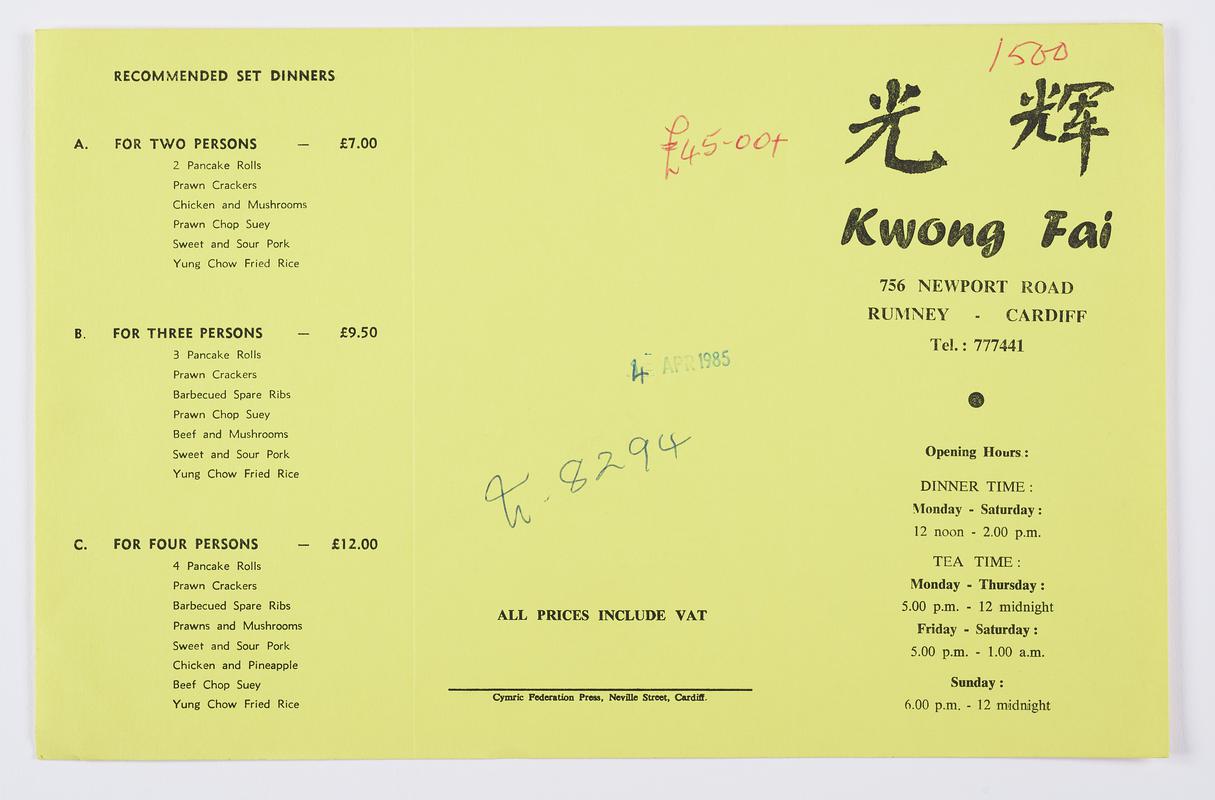 RECOMMENDED SET DINNERS
A. FOR TWO PERSONS — £7.00
2 Pancake Rolls
Prawn Crackers
Chicken and Mushrooms
Prawn Chop Suey
Sweet and Sour Pork
Yung Chow Fried Rice
B. FOR THREE PERSONS — £9.50
3 Pancake Rolls
Prawn Crackers
Barbecued Spare Ribs
Prawn Chop Suey
Beef and Mushrooms
Sweet and Sour Pork
Yung Chow Fried Rice
C. FOR FOUR PERSONS — £12.00
4 Pancake Rolls
Prawn Crackers
Barbecued Spare Ribs
Prawns and Mushrooms
Sweet and Sour Pork
Chicken and Pineapple
Beef Chop Suey
Yung Chow Fried Rice
£45-00+
4 APR 1985
8294
ALL PRICES INCLUDE VAT
Cymric Federation Press, Neville Street, Cardiff.
1500
光 輝
Kwong Fai
756 NEWPORT ROAD
RUMNEY - CARDIFF
Tel.: 777441
Opening Hours:
DINNER TIME:
Monday - Saturday:
12 noon - 2.00 p.m.
TEA TIME:
Monday - Thursday:
5.00 p.m. - 12 midnight
Friday - Saturday:
5.00 p.m. - 1.00 a.m.
Sunday:
6.00 p.m. - 12 midnight